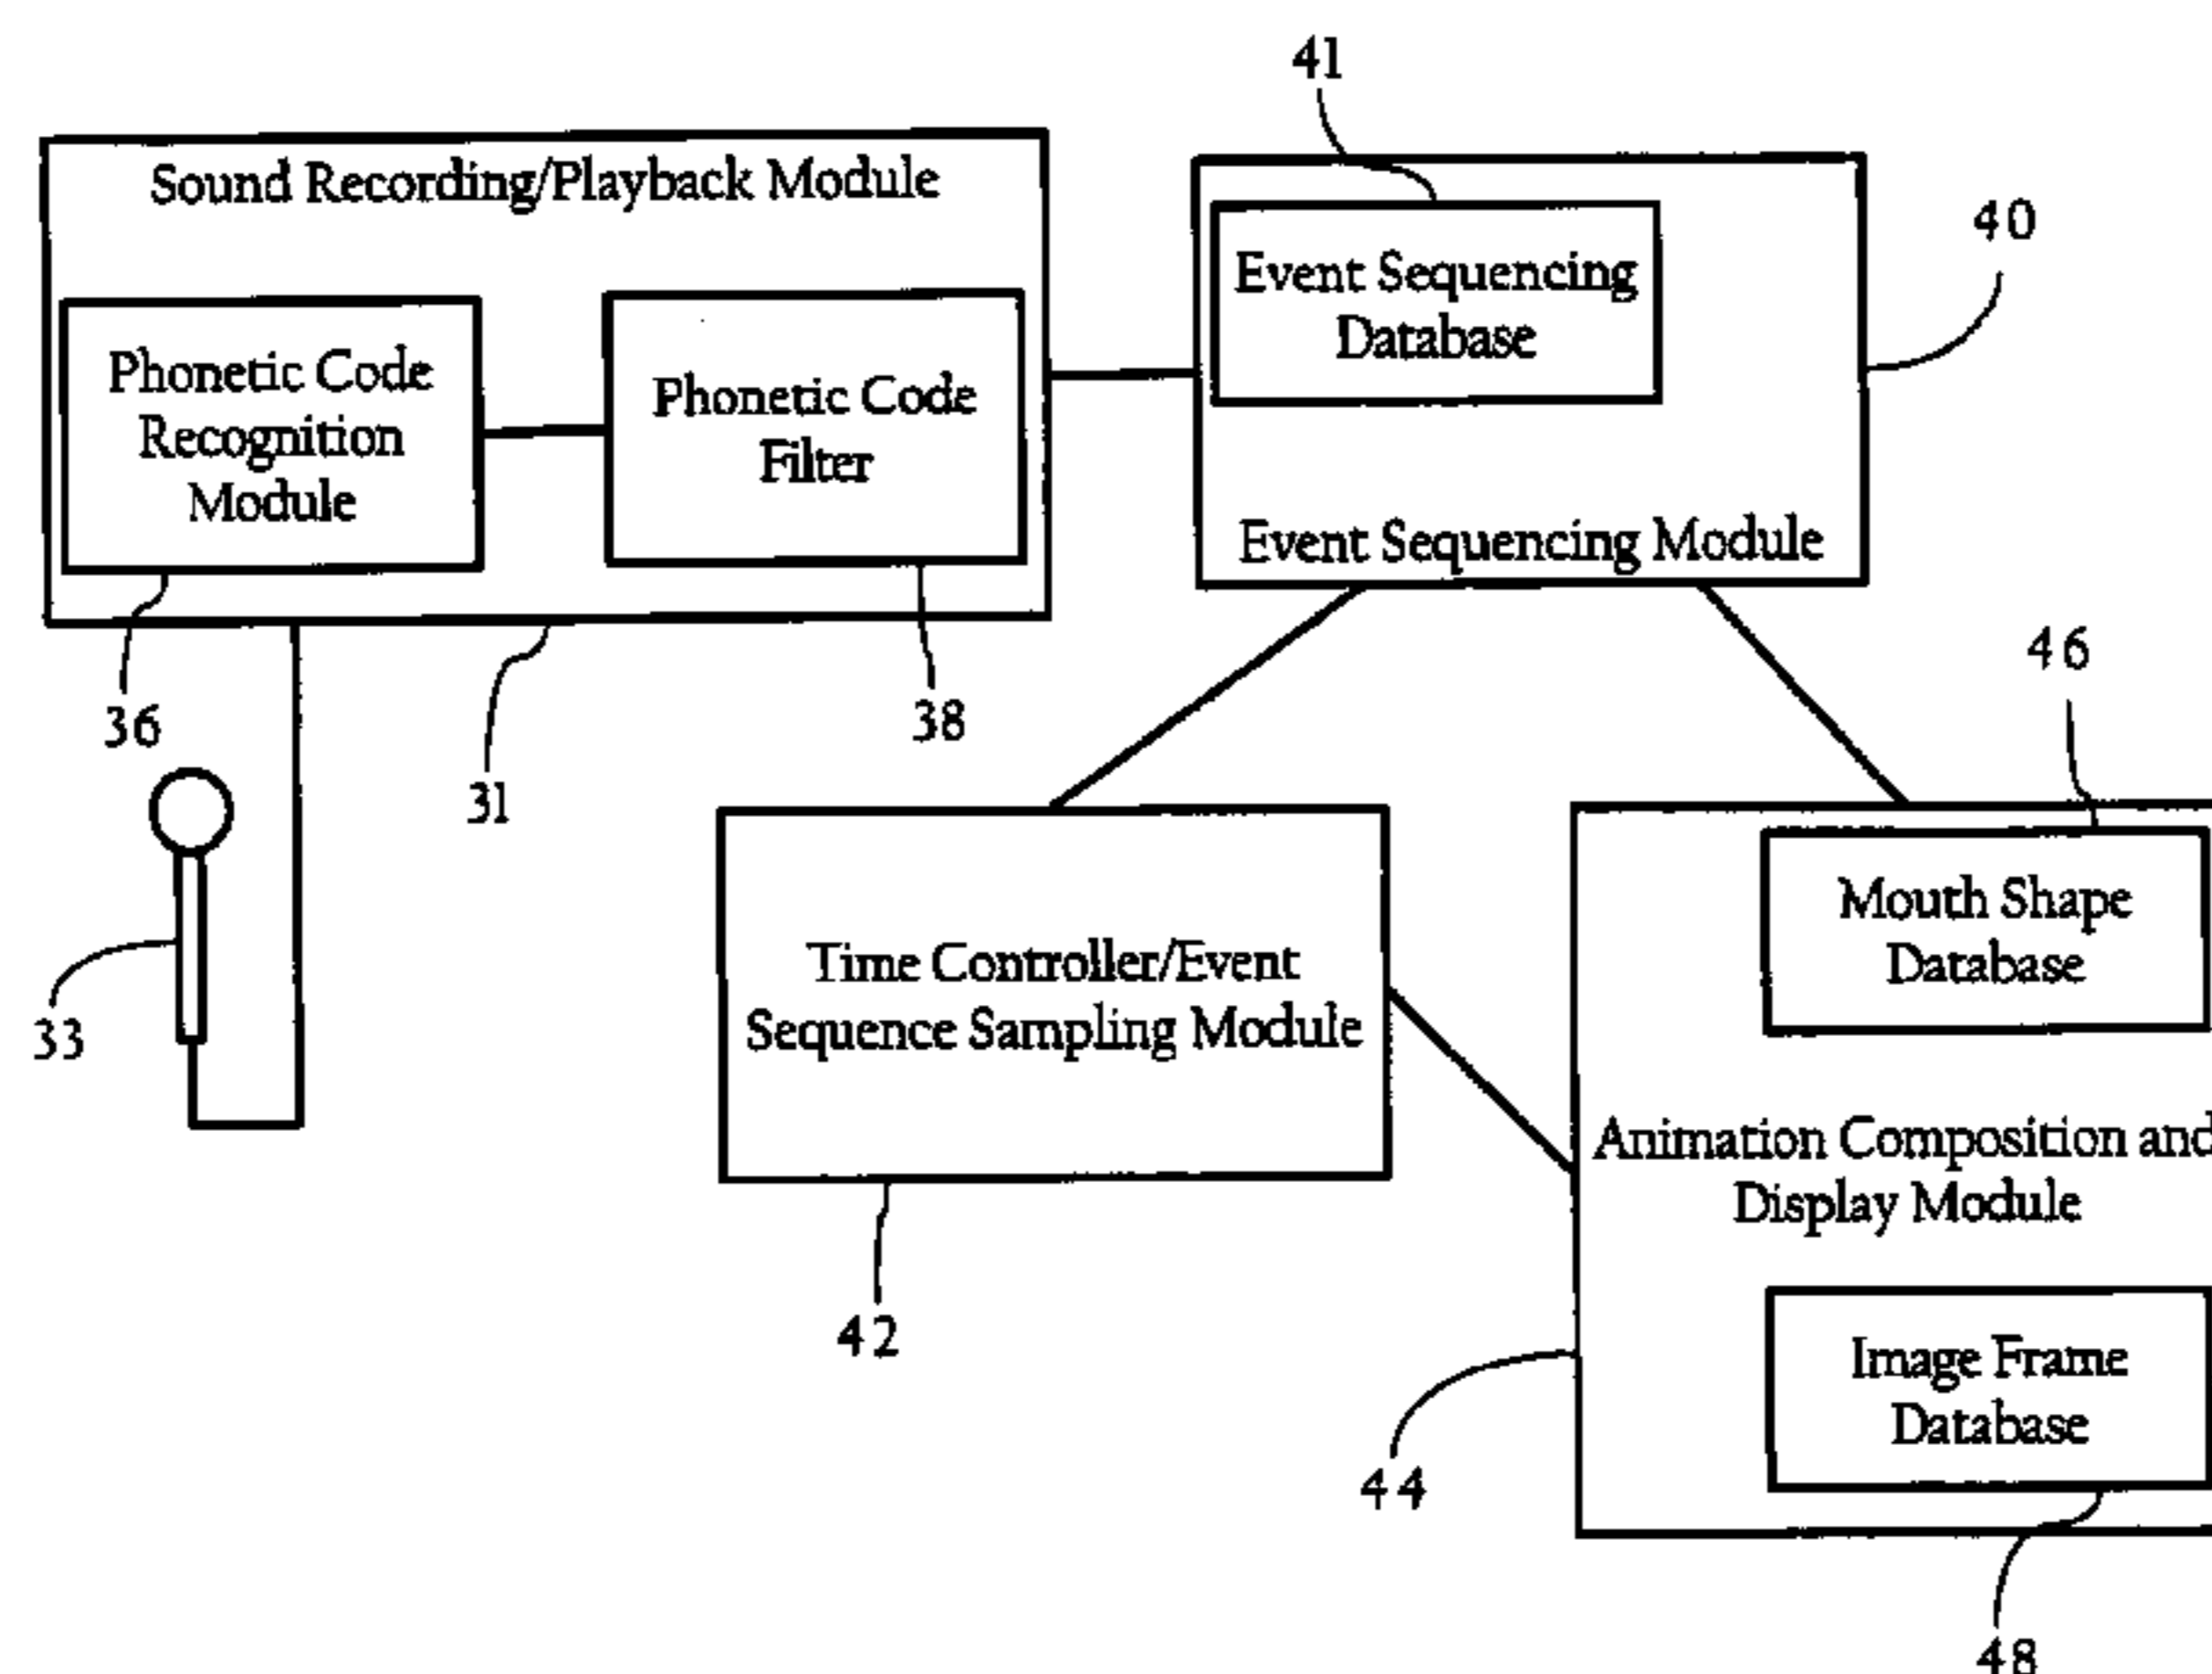 41
Sound Recording/Playback Module
40
Event Sequencing
Database
Phonetic Code
Recognition
Module
Phonetic Code
Filter
Event Sequencing Module
46
36
38
31
Mouth Shape
Database
Time Controller/Event
Sequence Sampling Module
33
Animation Composition and
Display Module
42
Image Frame
Database
44
48